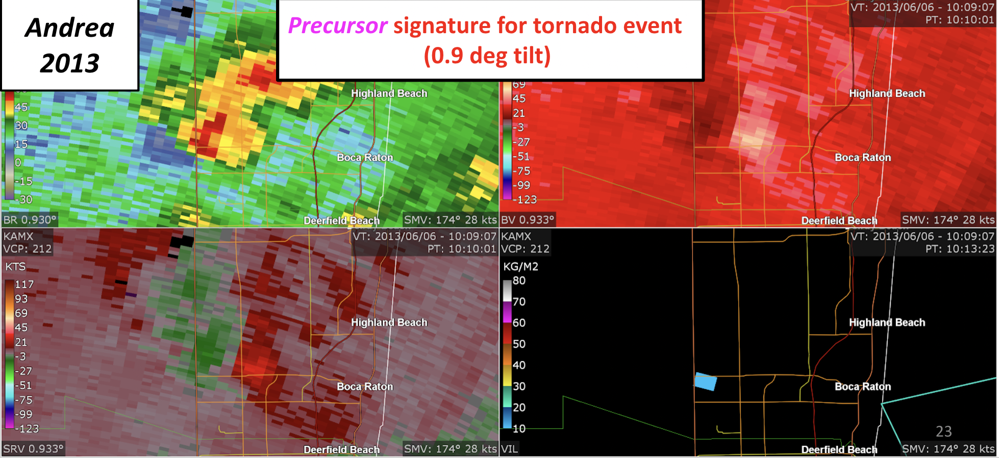 Andrea
2013
Precursor signature for tornado event
(0.9 deg tilt)
VT: 2013/06/06 - 10:09:07
PT: 10:10:01
45
30
15
0
-15
-30
Highland Beach
Boca Raton
Deerfield Beach
BR 0.930°
SMV: 174° 28 kts
69
45
21
-3
-27
-51
-75
-99
-123
Highland Beach
Boca Raton
Deerfield Beach
BV 0.933°
SMV: 174° 28 kts
KAMX
VCP: 212
VT: 2013/06/06 - 10:09:07
PT: 10:10:01
KTS
117
93
69
45
21
-3
-27
-51
-75
-99
-123
Highland Beach
Boca Raton
Deerfield Beach
SRV 0.933°
SMV: 174° 28 kts
KAMX
VCP: 212
VT: 2013/06/06 - 10:09:07
PT: 10:13:23
KG/M2
80
70
60
50
40
30
20
10
Highland Beach
Boca Raton
Deerfield Beach
23
VIL
SMV: 174° 28 kts